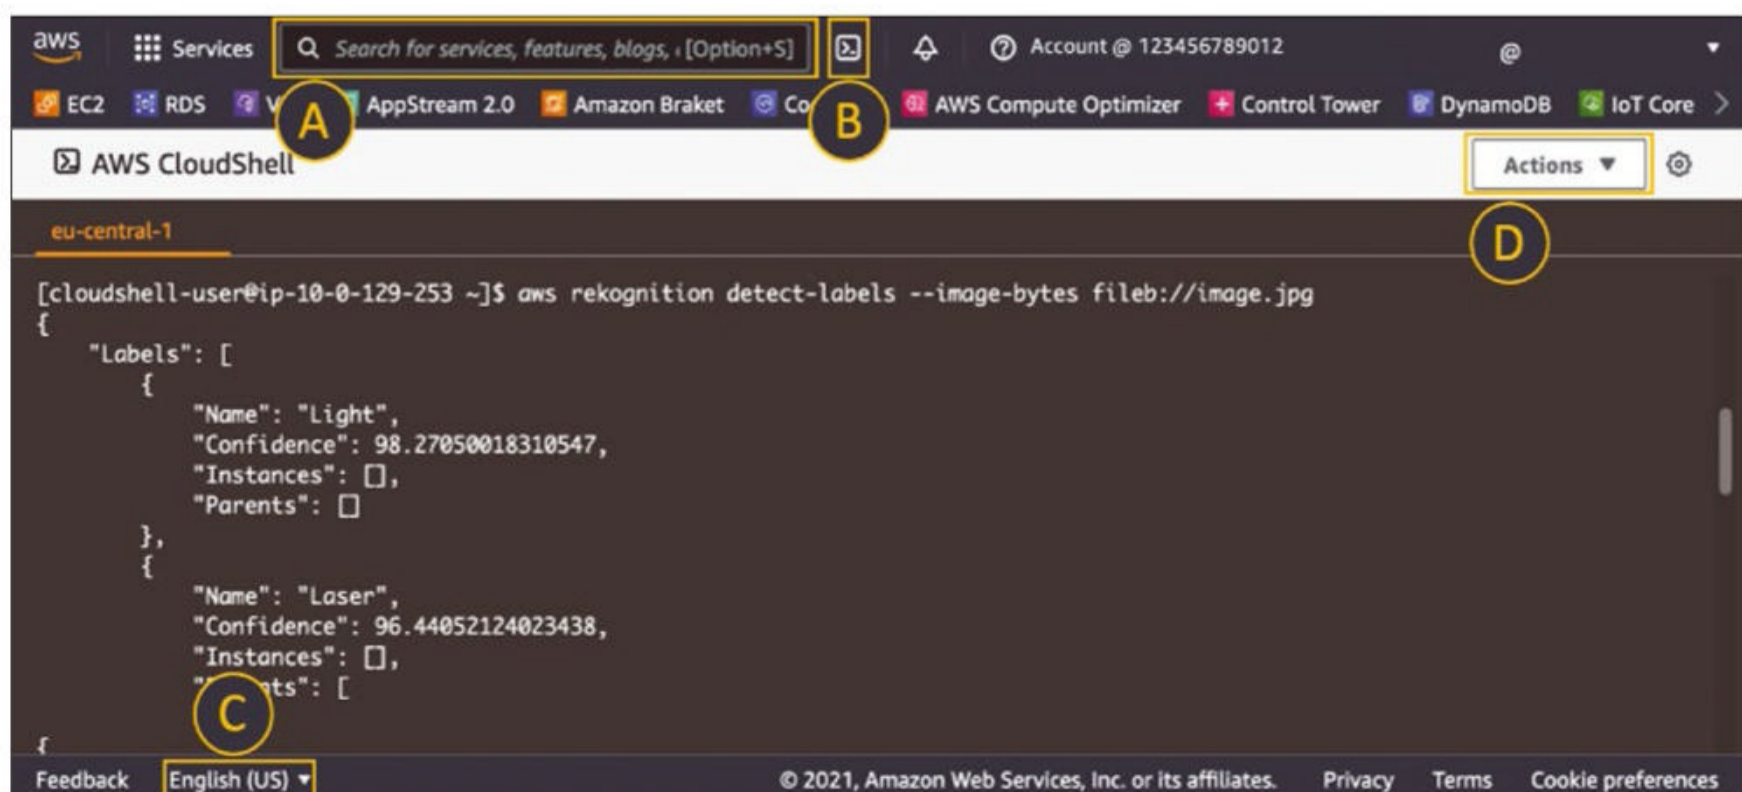 aws Services Search for services, features, blogs, [Option+S] Account @ 123456789012 @
EC2 RDS AppStream 2.0 Amazon Braket Co AWS Compute Optimizer Control Tower DynamoDB IoT Core
A
B
AWS CloudShell Actions
eu-central-1
D
[cloudshell-user@ip-10-0-129-253 ~]$ aws rekognition detect-labels --image-bytes fileb://image.jpg
{
"Labels": [
{
"Name": "Light",
"Confidence": 98.27050018310547,
"Instances": [],
"Parents": []
},
{
"Name": "Laser",
"Confidence": 96.44052124023438,
"Instances": [],
ts": [
C
{
Feedback English (US) © 2021, Amazon Web Services, Inc. or its affiliates. Privacy Terms Cookie preferences